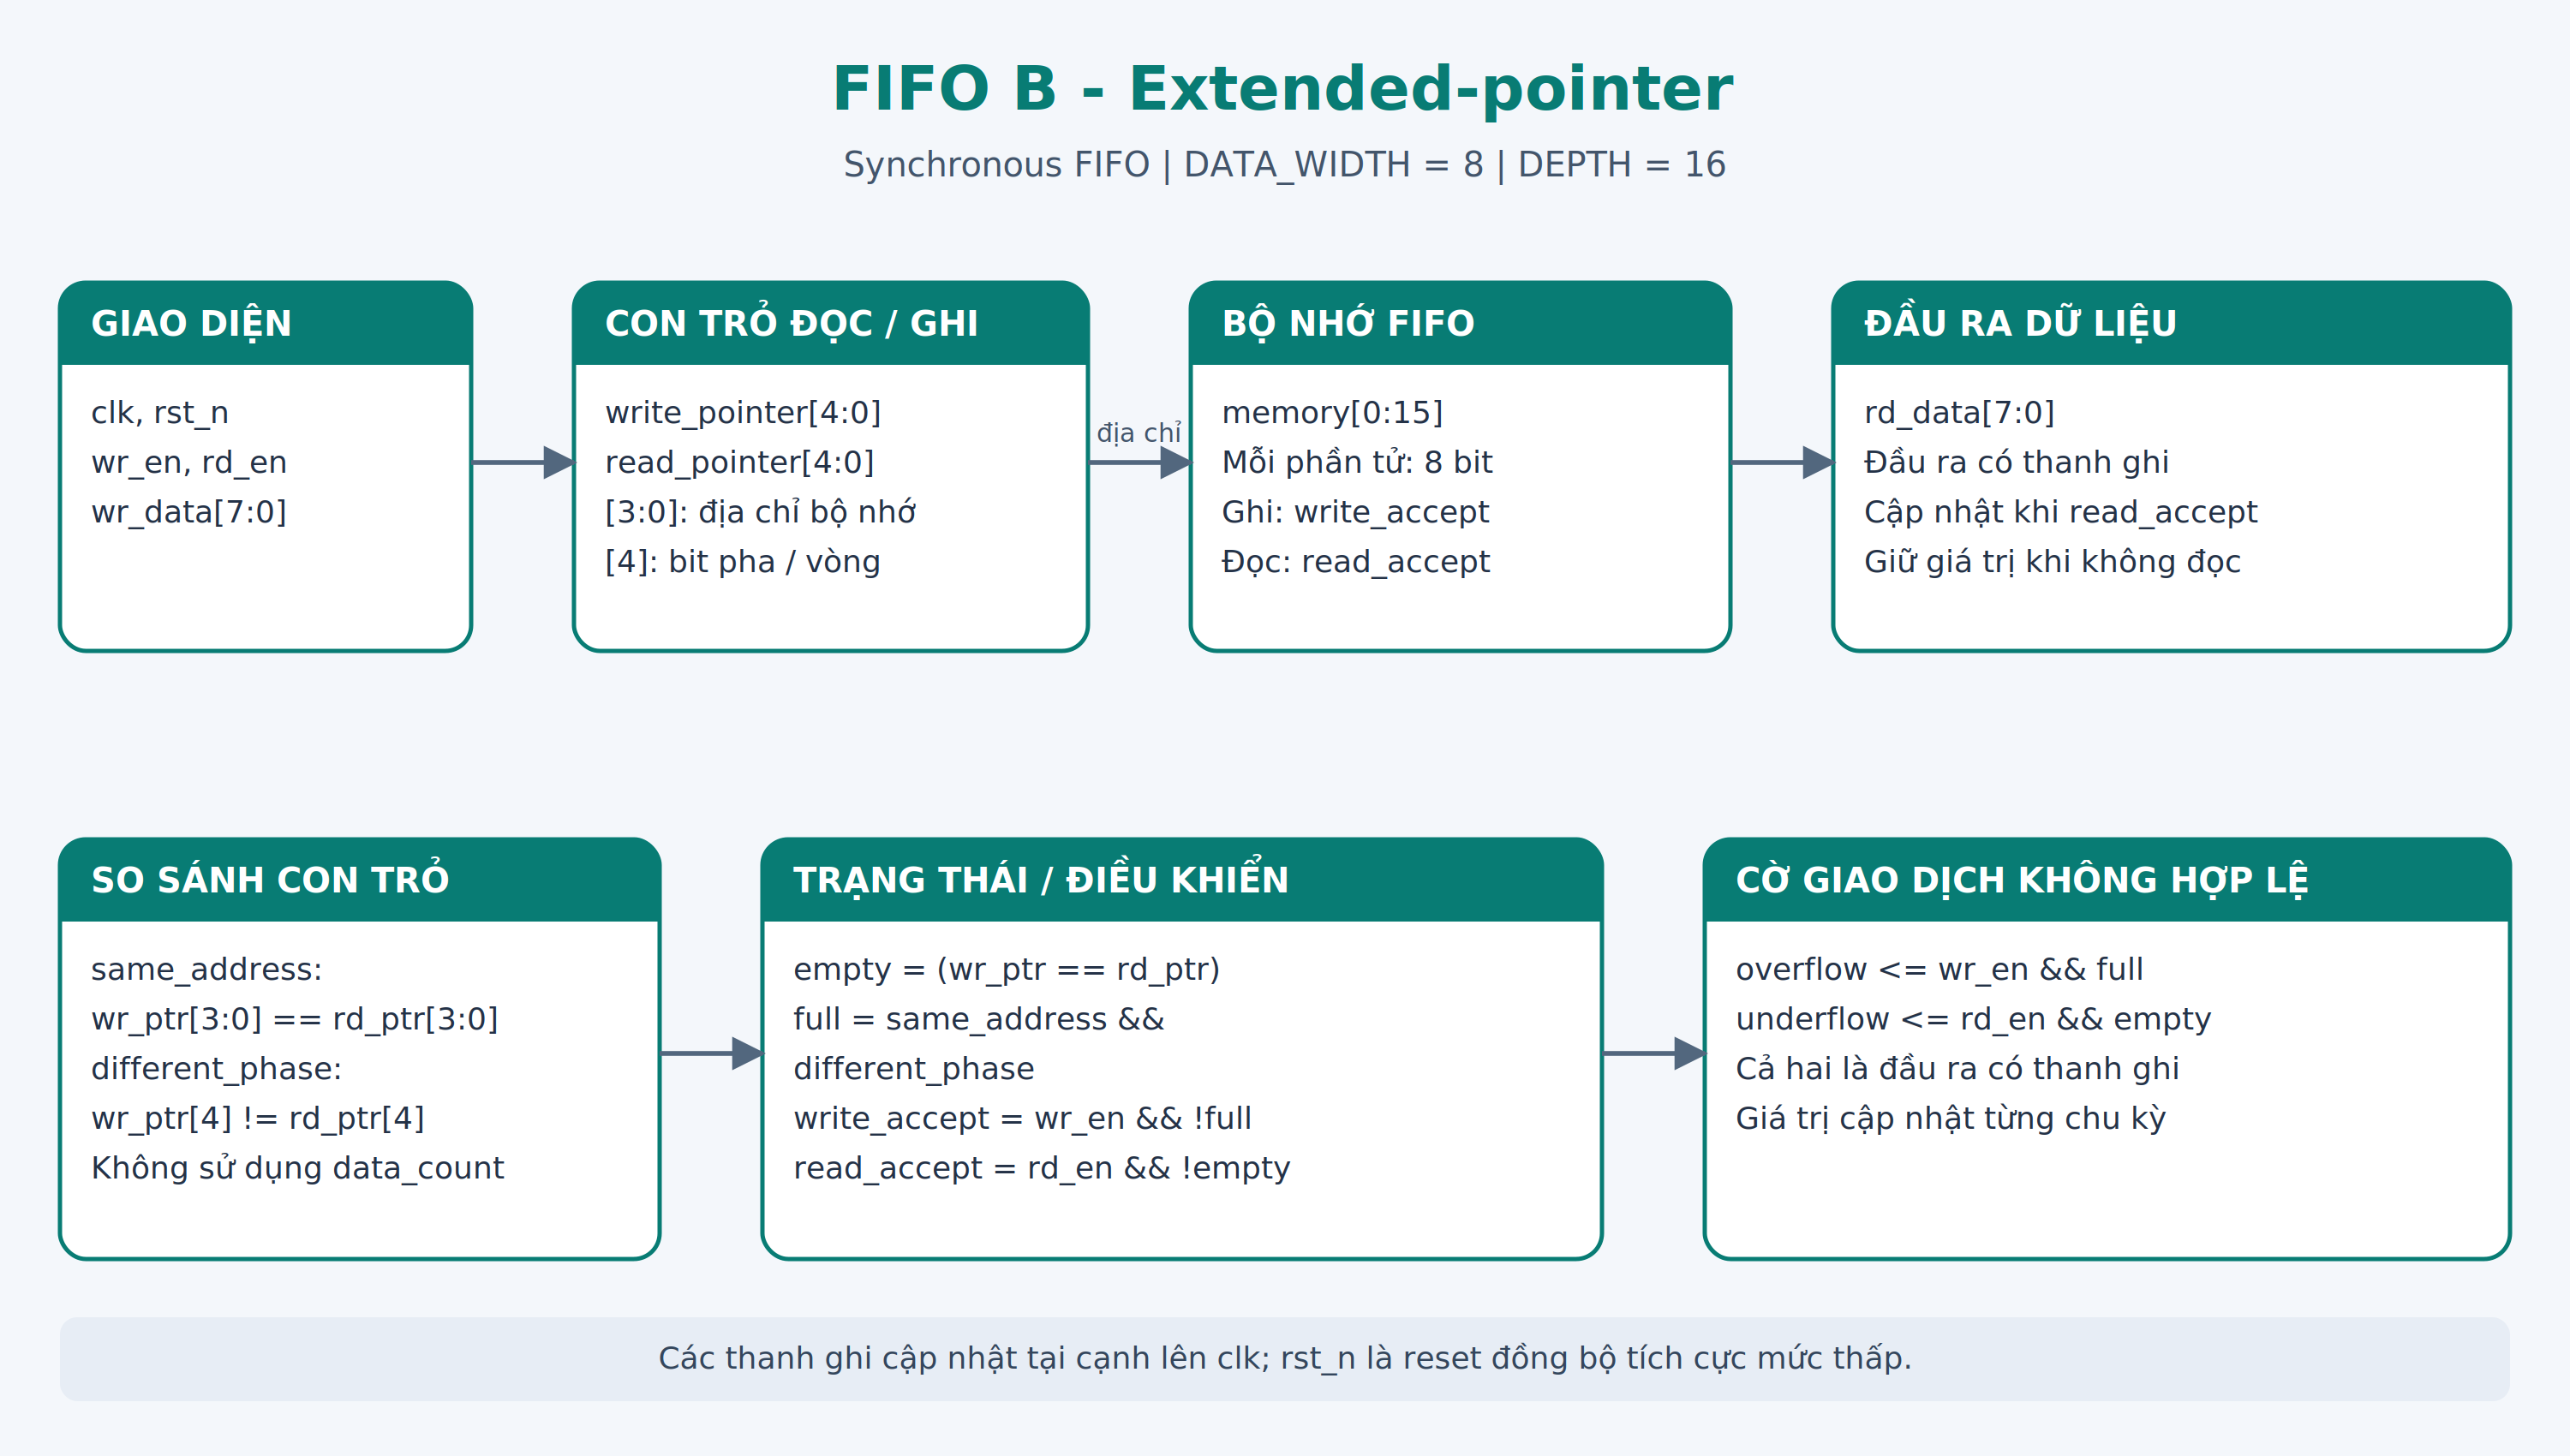 FIFO B - Extended-pointer
Synchronous FIFO | DATA_WIDTH = 8 | DEPTH = 16
GIAO DIỆN
clk, rst_n
wr_en, rd_en
wr_data[7:0]
CON TRỎ ĐỌC / GHI
write_pointer[4:0]
read_pointer[4:0]
[3:0]: địa chỉ bộ nhớ
[4]: bit pha / vòng
địa chỉ
BỘ NHỚ FIFO
memory[0:15]
Mỗi phần tử: 8 bit
Ghi: write_accept
Đọc: read_accept
ĐẦU RA DỮ LIỆU
rd_data[7:0]
Đầu ra có thanh ghi
Cập nhật khi read_accept
Giữ giá trị khi không đọc
SO SÁNH CON TRỎ
same_address:
wr_ptr[3:0] == rd_ptr[3:0]
different_phase:
wr_ptr[4] != rd_ptr[4]
Không sử dụng data_count
TRẠNG THÁI / ĐIỀU KHIỂN
empty = (wr_ptr == rd_ptr)
full = same_address &&
different_phase
write_accept = wr_en && !full
read_accept = rd_en && !empty
CỜ GIAO DỊCH KHÔNG HỢP LỆ
overflow <= wr_en && full
underflow <= rd_en && empty
Cả hai là đầu ra có thanh ghi
Giá trị cập nhật từng chu kỳ
Các thanh ghi cập nhật tại cạnh lên clk; rst_n là reset đồng bộ tích cực mức thấp.